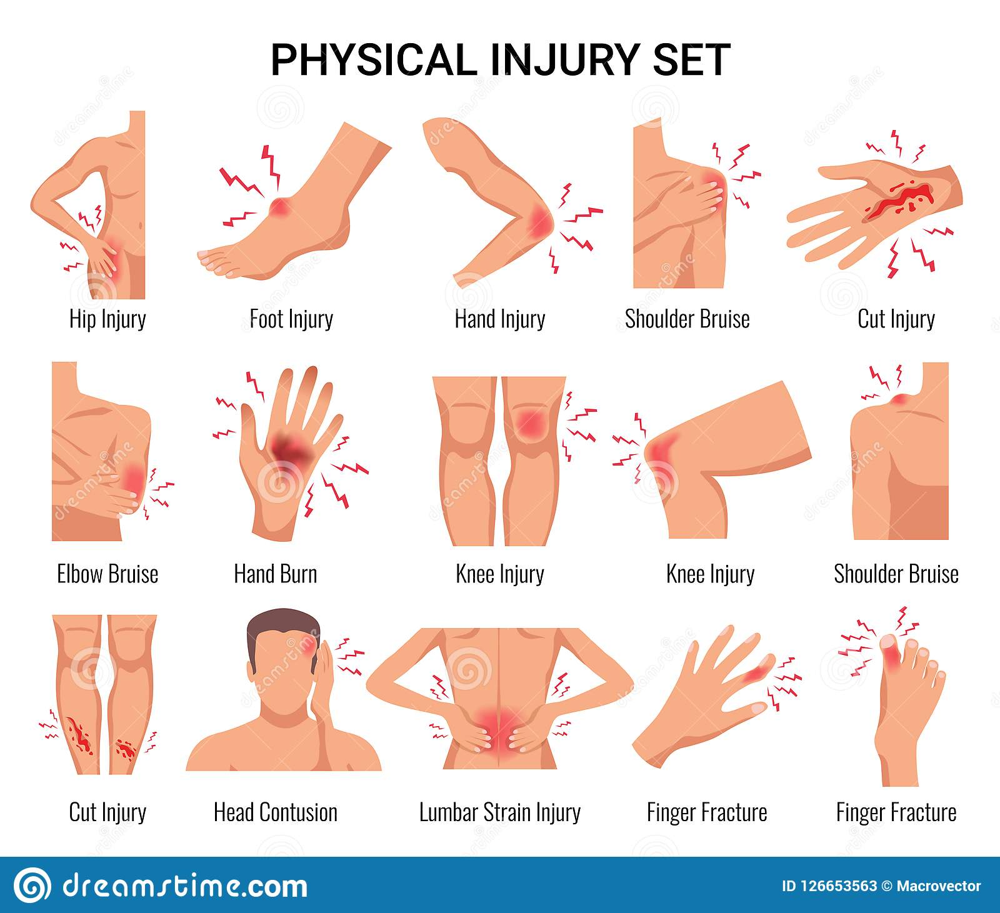 PHYSICAL INJURY SET
Hip Injury
Foot Injury
Hand Injury
Shoulder Bruise
Cut Injury
Elbow Bruise
Hand Burn
Knee Injury
Knee Injury
Shoulder Bruise
Cut Injury
Head Contusion
Lumbar Strain Injury
Finger Fracture
Finger Fracture
dreamstime.com
ID 126653563 © Macrovector